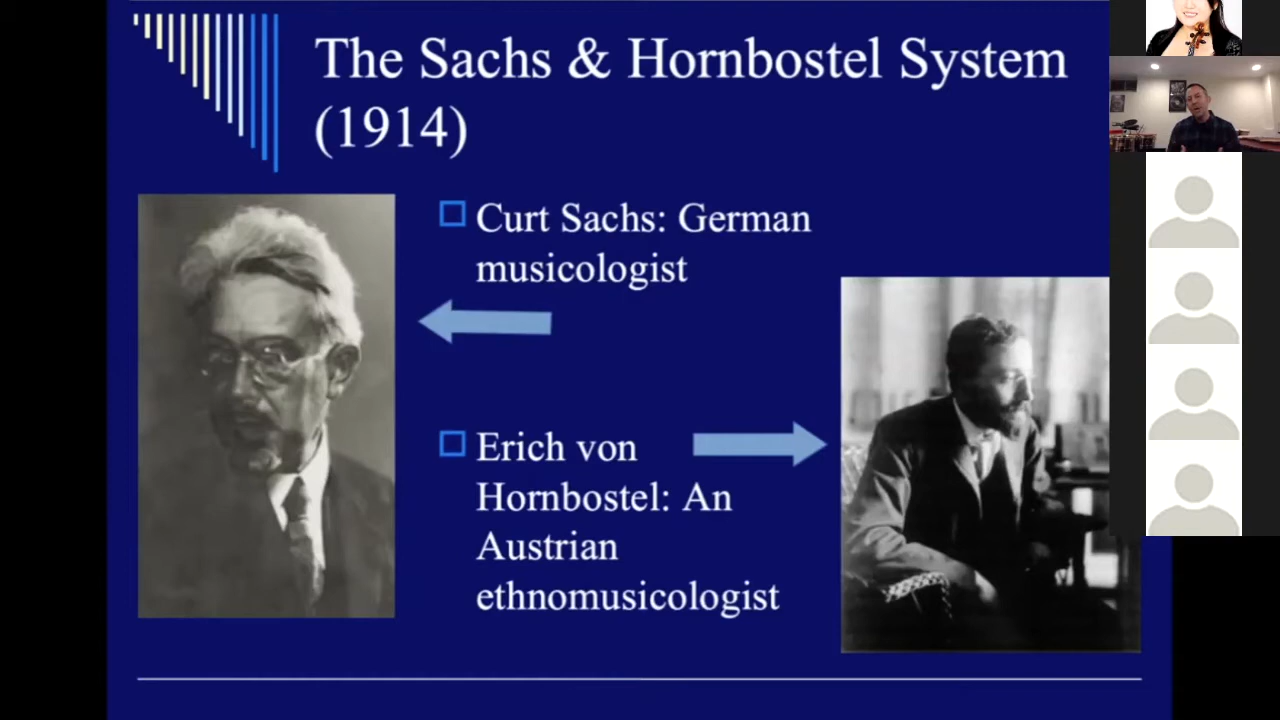 The Sachs & Hornbostel System
(1914)
Curt Sachs: German
musicologist
Erich von
Hornbostel: An
Austrian
ethnomusicologist